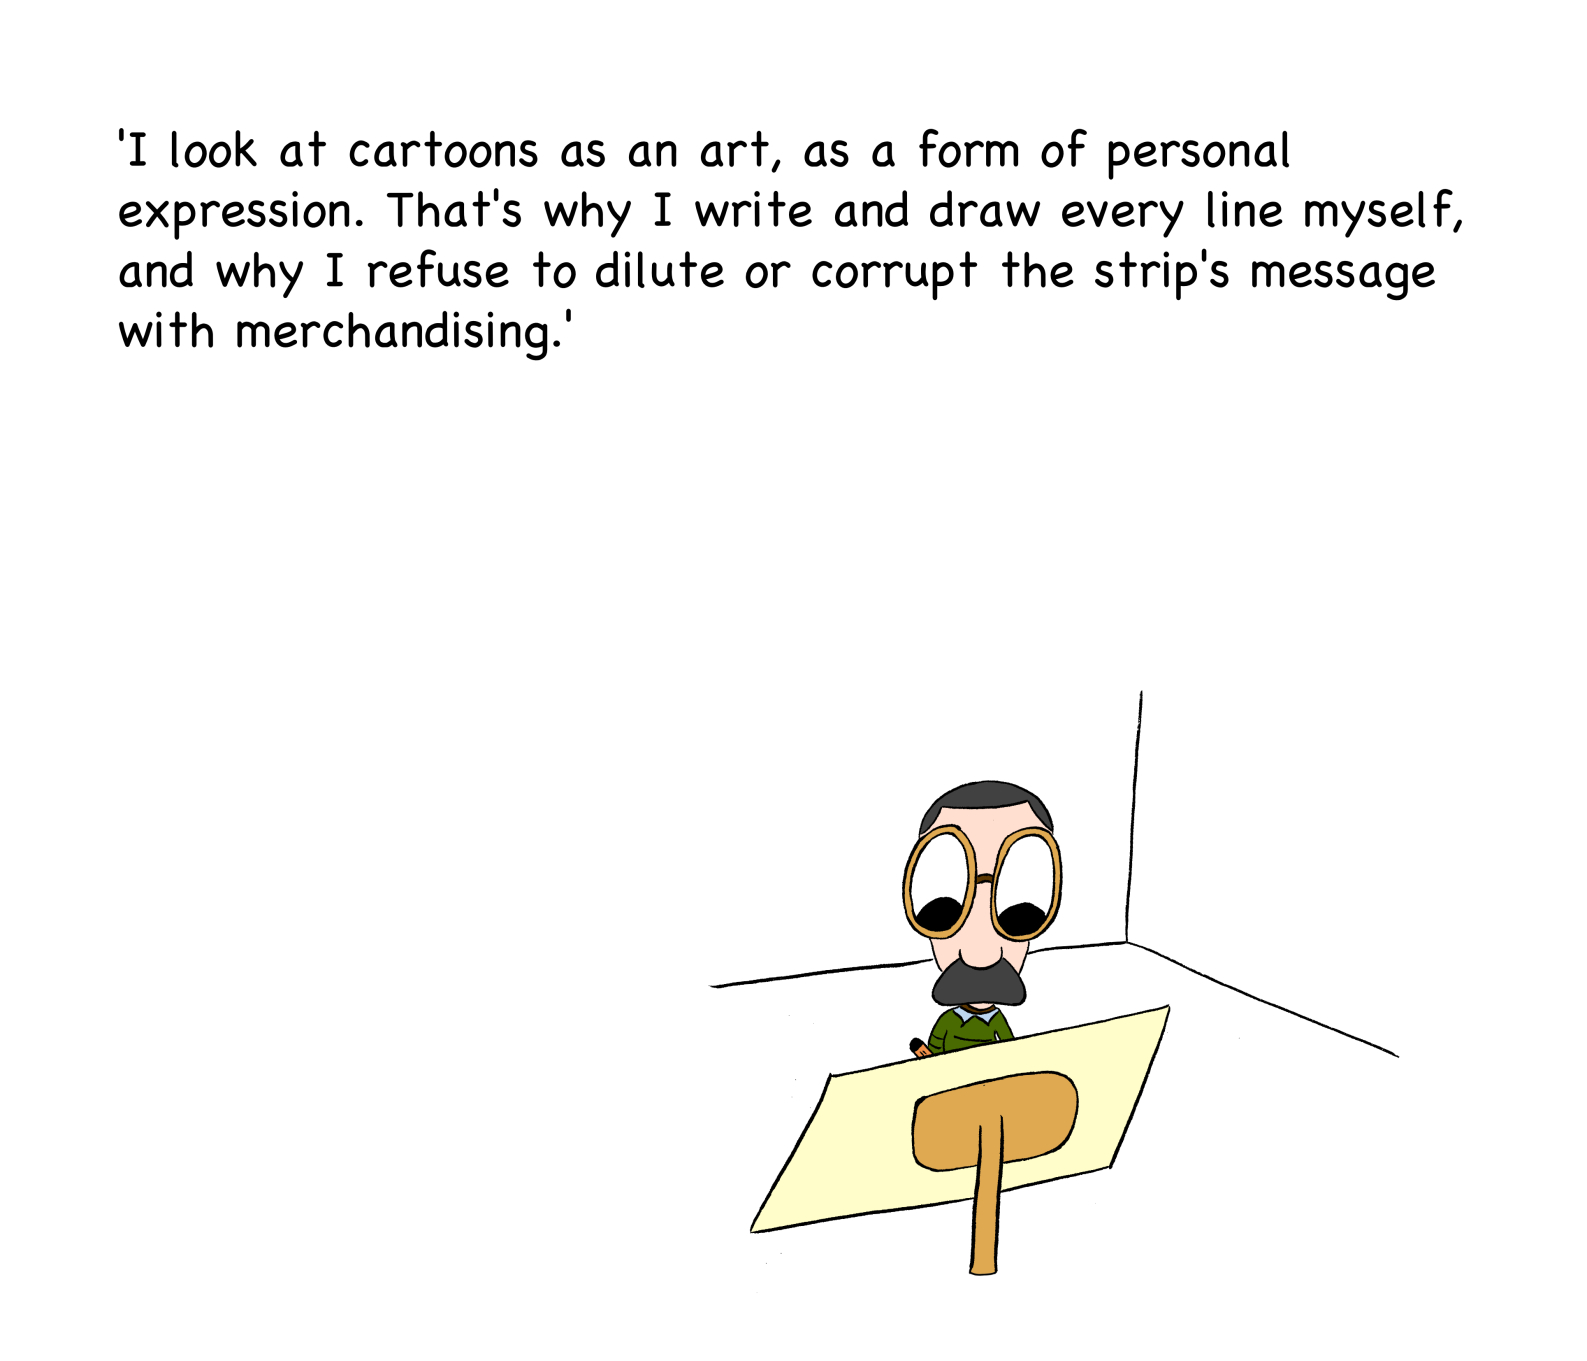 'I look at cartoons as an art, as a form of personal
expression. That's why I write and draw every line myself,
and why I refuse to dilute or corrupt the strip's message
with merchandising.'